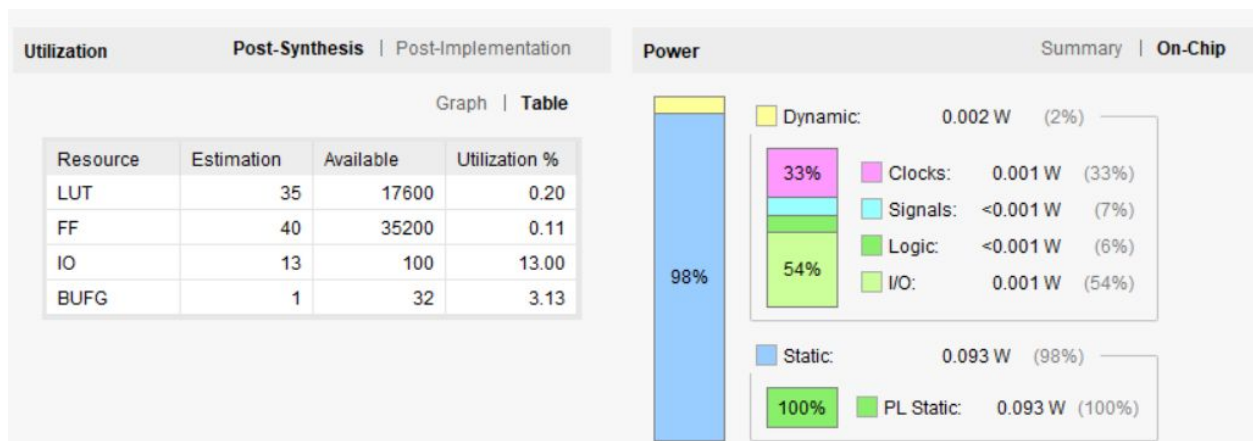 Utilization
Post-Synthesis | Post-Implementation
Graph | Table
Resource Estimation Available Utilization %
LUT 35 17600 0.20
FF 40 35200 0.11
IO 13 100 13.00
BUFG 1 32 3.13
Power
Summary | On-Chip
98%
Dynamic: 0.002 W (2%)
33% Clocks: 0.001 W (33%)
Signals: <0.001 W (7%)
Logic: <0.001 W (6%)
54% I/O: 0.001 W (54%)
Static: 0.093 W (98%)
100% PL Static: 0.093 W (100%)